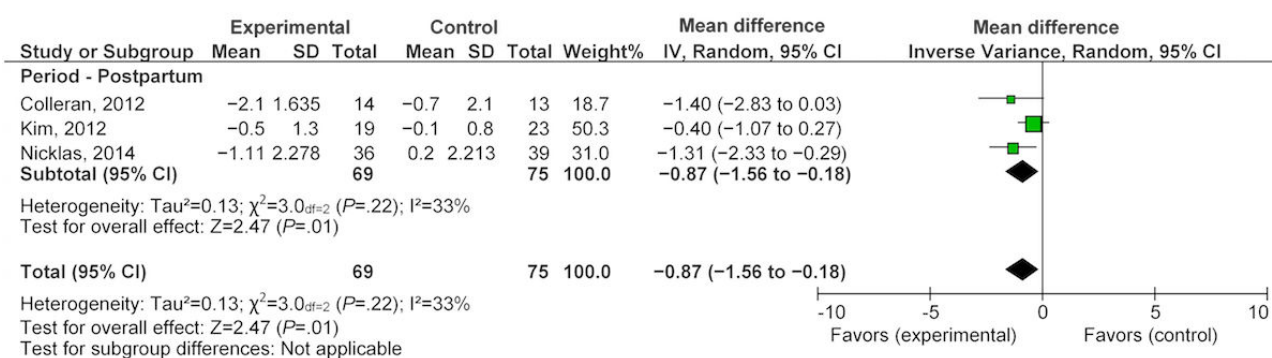 Experimental Control Mean difference Mean difference
Study or Subgroup Mean SD Total Mean SD Total Weight% IV, Random, 95% CI Inverse Variance, Random, 95% CI
Period - Postpartum
Colleran, 2012 −2.1 1.635 14 −0.7 2.1 13 18.7 −1.40 (−2.83 to 0.03)
Kim, 2012 −0.5 1.3 19 −0.1 0.8 23 50.3 −0.40 (−1.07 to 0.27)
Nicklas, 2014 −1.11 2.278 36 0.2 2.213 39 31.0 −1.31 (−2.33 to −0.29)
Subtotal (95% CI) 69 75 100.0 −0.87 (−1.56 to −0.18)
Heterogeneity: Tau²=0.13; χ²=3.0df=2 (P=.22); I²=33%
Test for overall effect: Z=2.47 (P=.01)
Total (95% CI) 69 75 100.0 −0.87 (−1.56 to −0.18)
Heterogeneity: Tau²=0.13; χ²=3.0df=2 (P=.22); I²=33%
Test for overall effect: Z=2.47 (P=.01)
Test for subgroup differences: Not applicable
-10 -5 0 5 10
Favors (experimental) Favors (control)